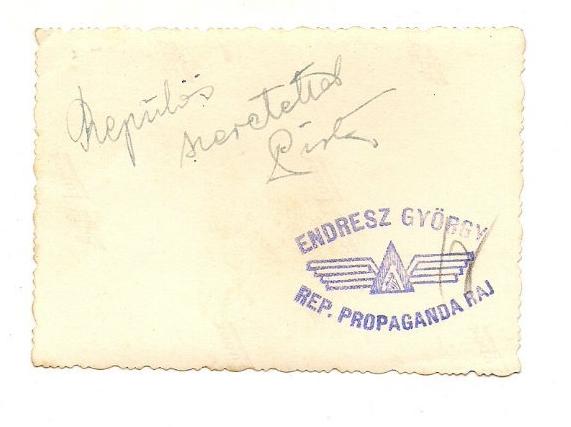 Repülős
szeretettel
Pista
ENDRESZ GYÖRGY
REP. PROPAGANDA RAJ